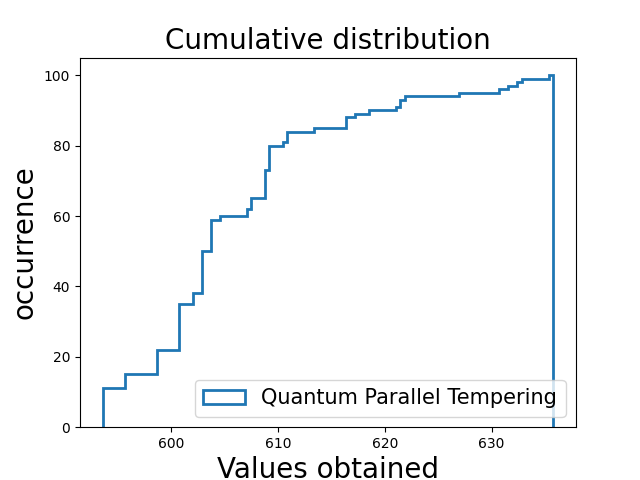 Cumulative distribution
100
80
60
40
20
0
occurrence
Quantum Parallel Tempering
600 610 620 630
Values obtained